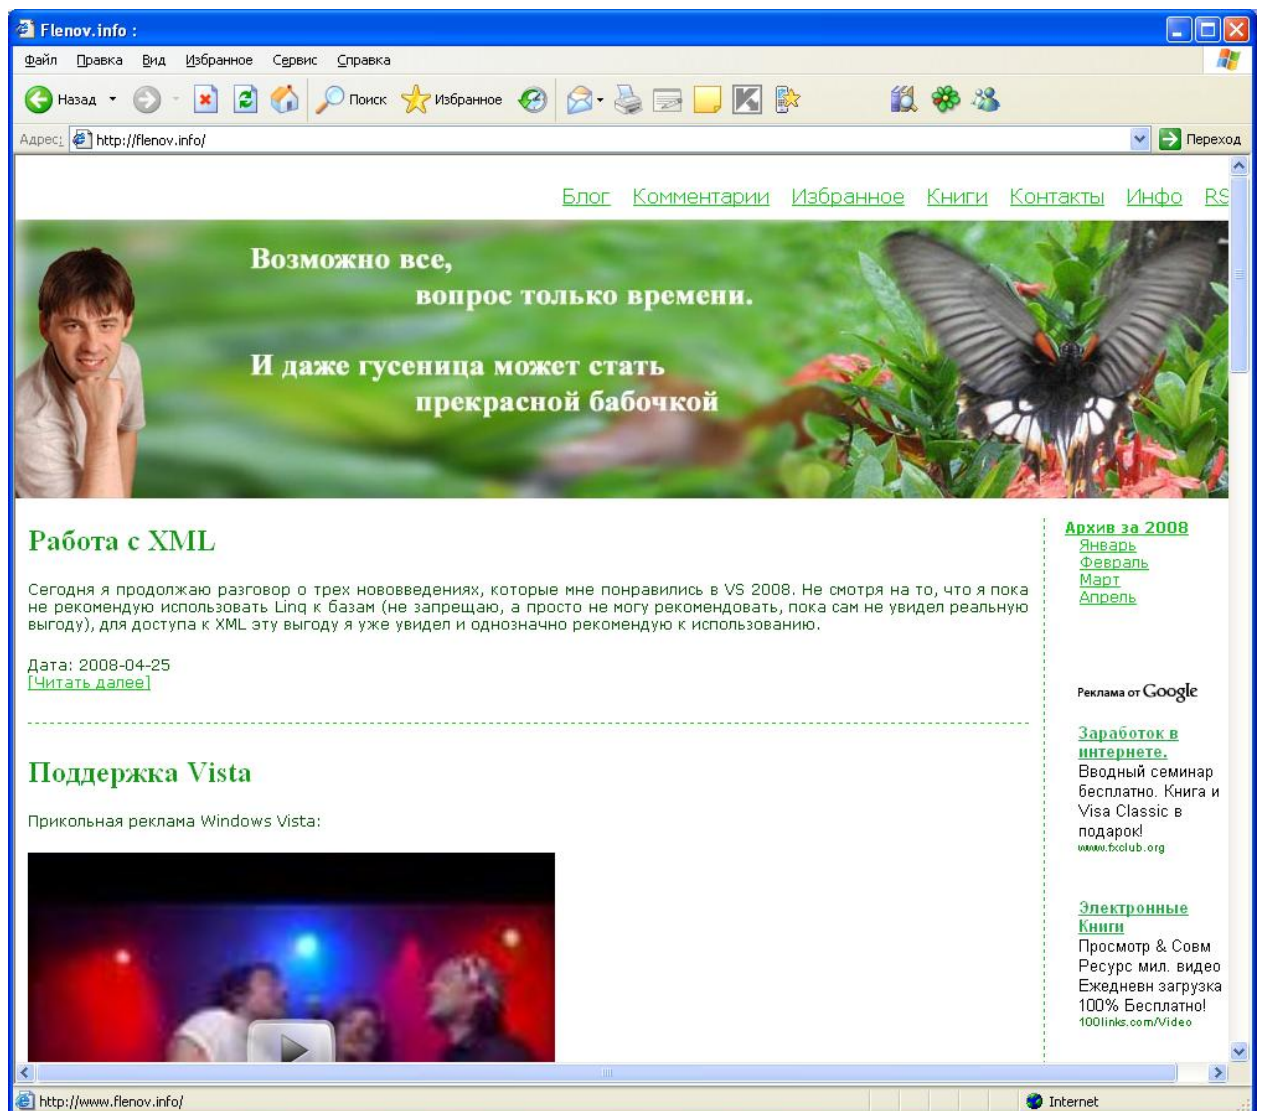 Flenov.info :
Файл Правка Вид Избранное Сервис Справка
Назад Поиск Избранное
Адрес: http://flenov.info/ Переход
Блог Комментарии Избранное Книги Контакты Инфо RS
Возможно все,
вопрос только времени.
И даже гусеница может стать
прекрасной бабочкой
Работа с XML
Сегодня я продолжаю разговор о трех нововведениях, которые мне понравились в VS 2008. Не смотря на то, что я пока
не рекомендую использовать Linq к базам (не запрещаю, а просто не могу рекомендовать, пока сам не увидел реальную
выгоду), для доступа к XML эту выгоду я уже увидел и однозначно рекомендую к использованию.
Дата: 2008-04-25
[Читать далее]
Поддержка Vista
Прикольная реклама Windows Vista:
Архив за 2008
Январь
Февраль
Март
Апрель
Реклама от Google
Заработок в
интернете.
Вводный семинар
бесплатно. Книга и
Visa Classic в
подарок!
www.fxclub.org
Электронные
Книги
Просмотр & Совм
Ресурс мил. видео
Ежедневн загрузка
100% Бесплатно!
100links.com/Video
http://www.flenov.info/ Internet